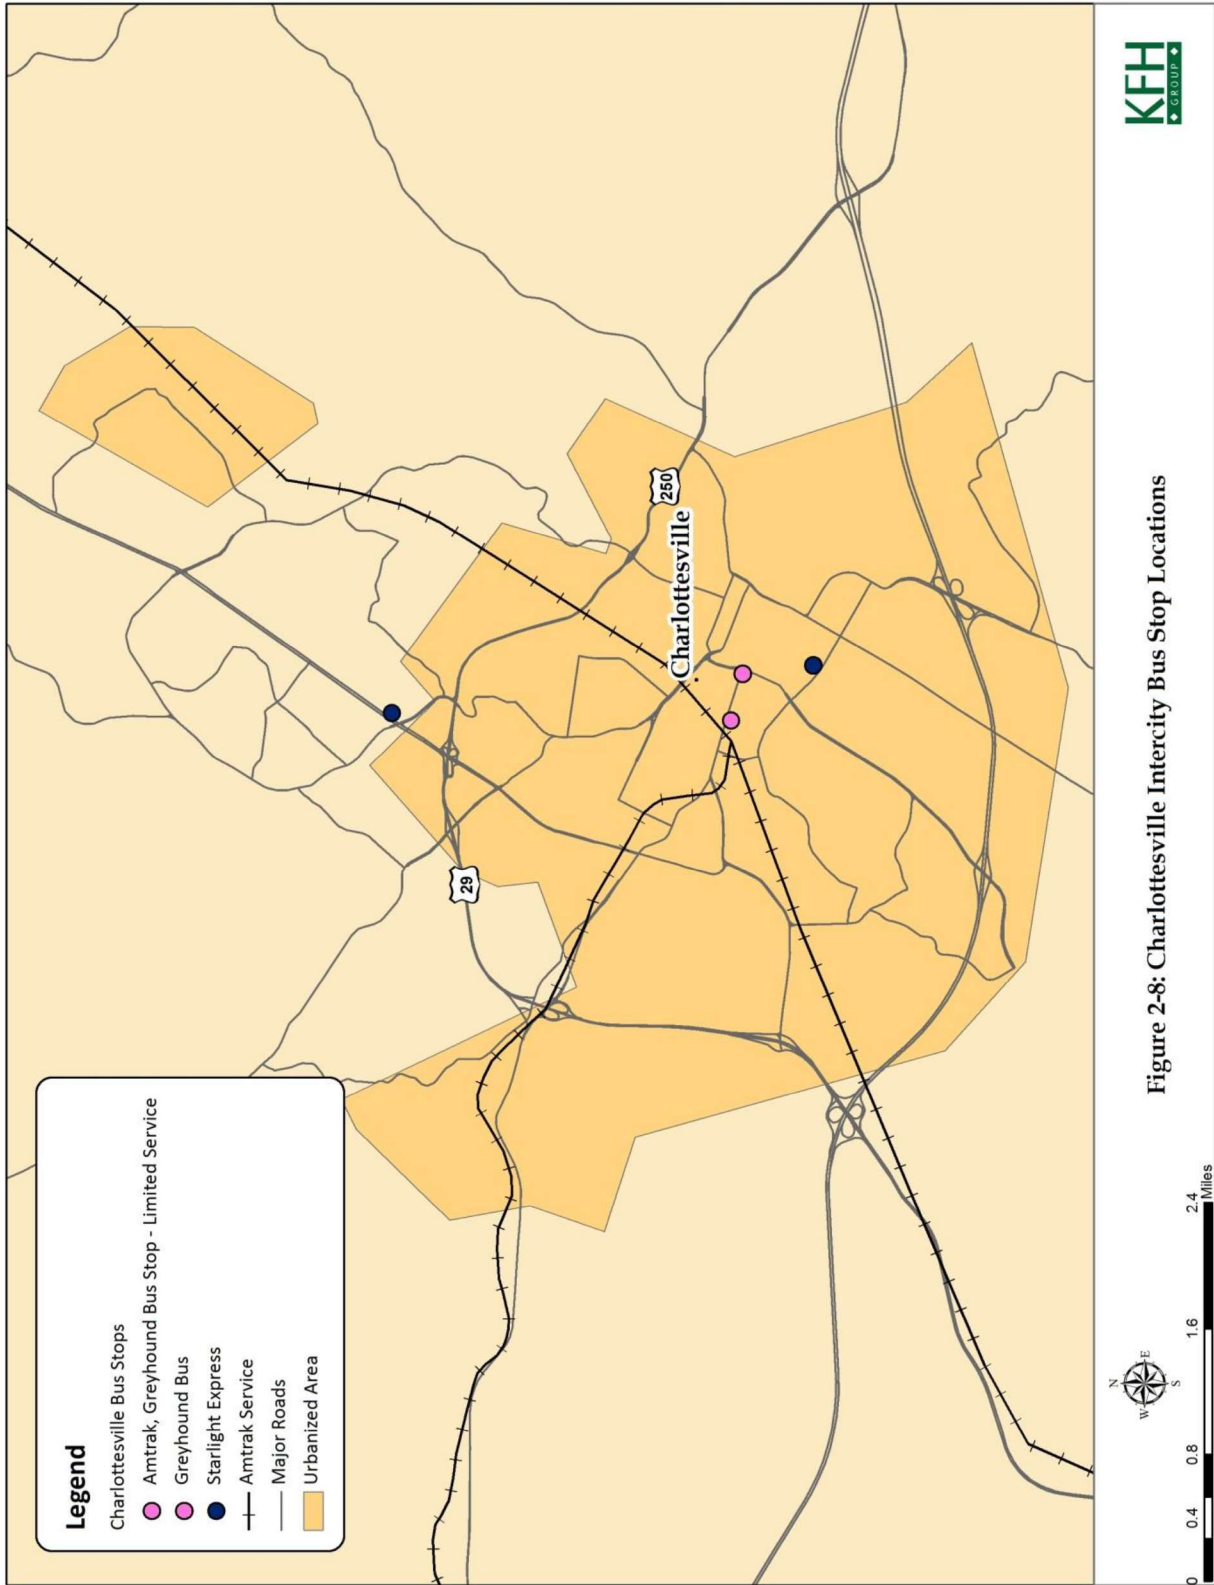 Legend
Charlottesville Bus Stops
Amtrak, Greyhound Bus Stop - Limited Service
Greyhound Bus
Starlight Express
Amtrak Service
Major Roads
Urbanized Area
29
250
Charlottesville
N
W E
S
0 0.4 0.8 1.6 2.4
Miles
Figure 2-8: Charlottesville Intercity Bus Stop Locations
KFH
GROUP